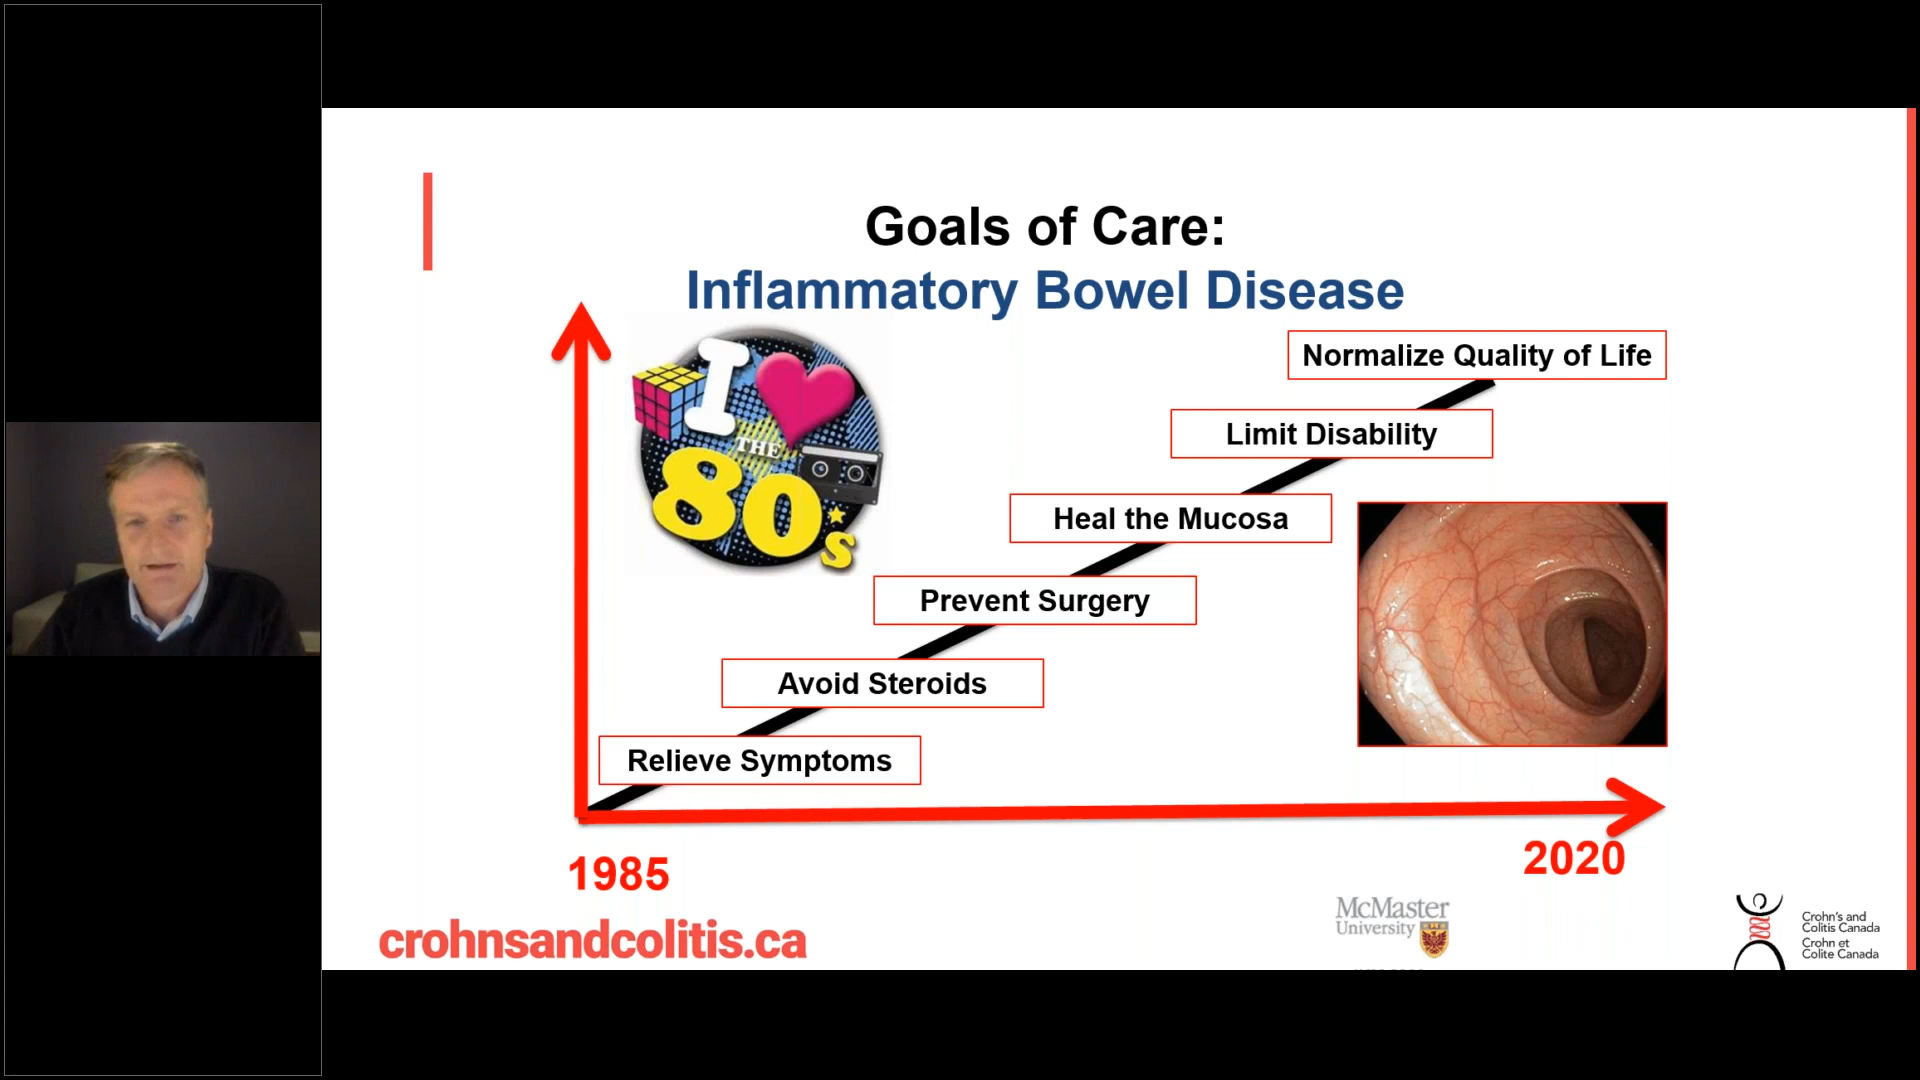 Goals of Care:
Inflammatory Bowel Disease
I
THE
80's
Normalize Quality of Life
Limit Disability
Heal the Mucosa
Prevent Surgery
Avoid Steroids
Relieve Symptoms
1985
2020
crohnsandcolitis.ca
McMaster
University
Crohn's and
Colitis Canada
Crohn et
Colite Canada